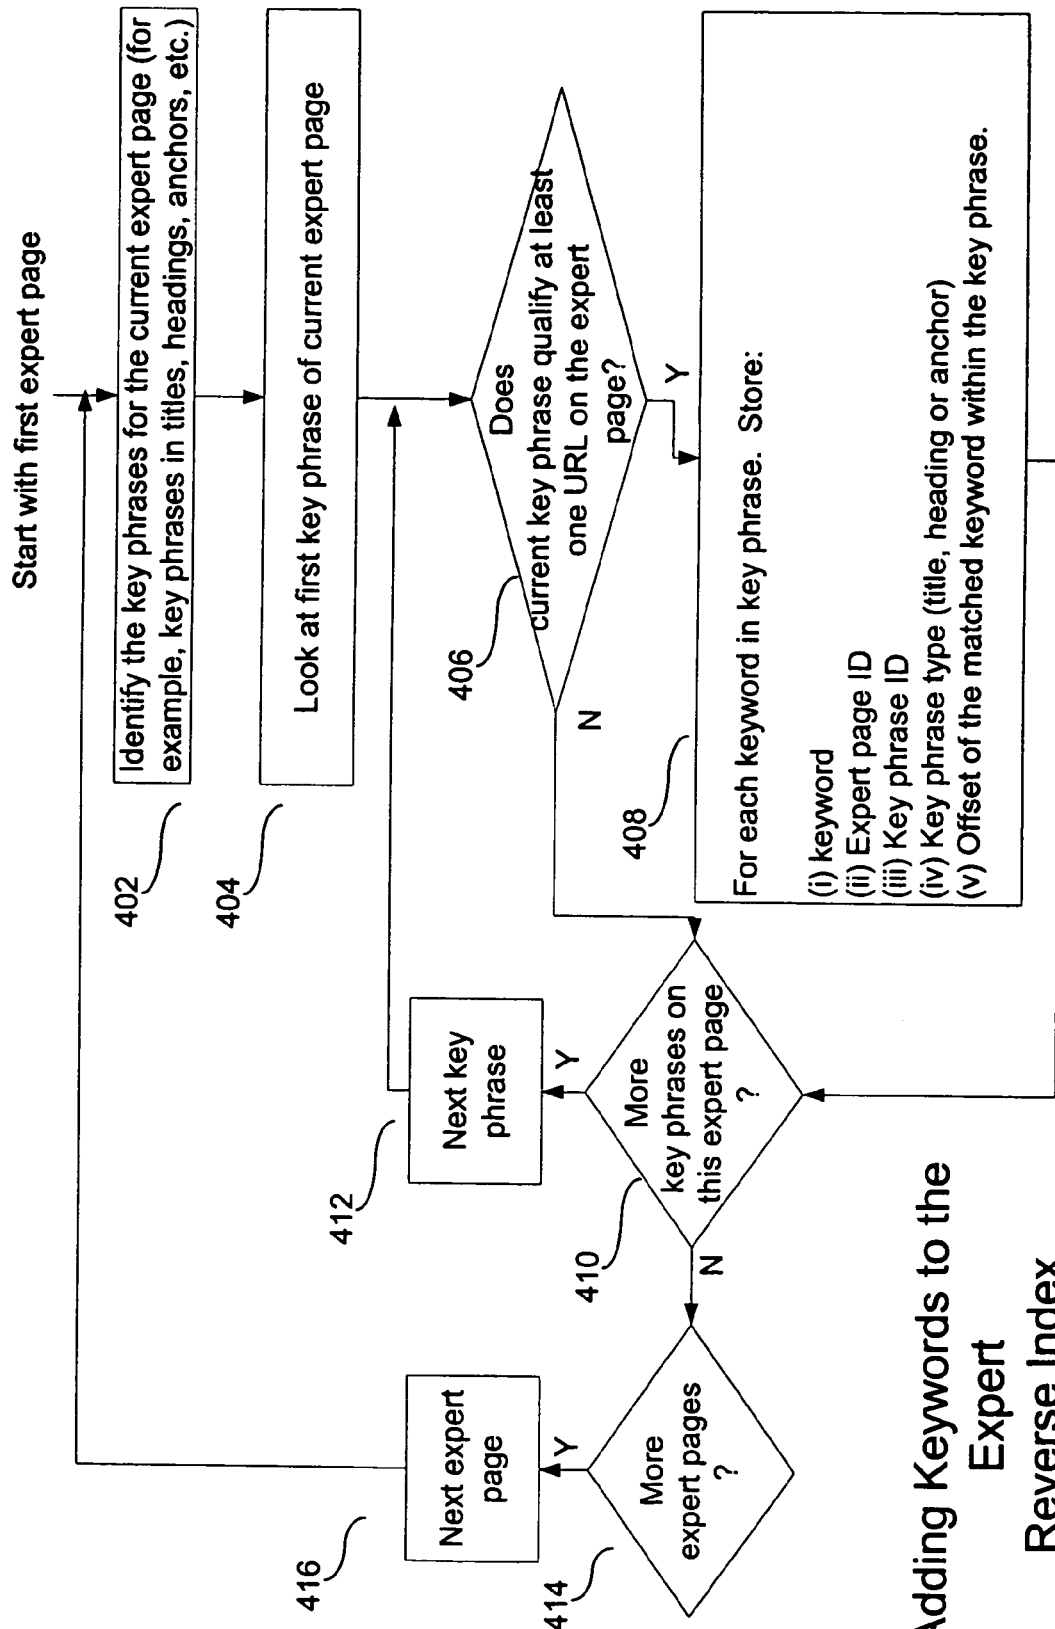 Start with first expert page
Identify the key phrases for the current expert page (for
example, key phrases in titles, headings, anchors, etc.)
402
Look at first key phrase of current expert page
404
Does
current key phrase qualify at least
one URL on the expert
page?
406
Y
N
For each keyword in key phrase. Store:
(i) keyword
(ii) Expert page ID
(iii) Key phrase ID
(iv) Key phrase type (title, heading or anchor)
(v) Offset of the matched keyword within the key phrase.
408
More
key phrases on
this expert page
?
410
Y
N
Next key
phrase
412
More
expert pages
?
414
Y
Next expert
page
416
Adding Keywords to the
Expert
Reverse Index